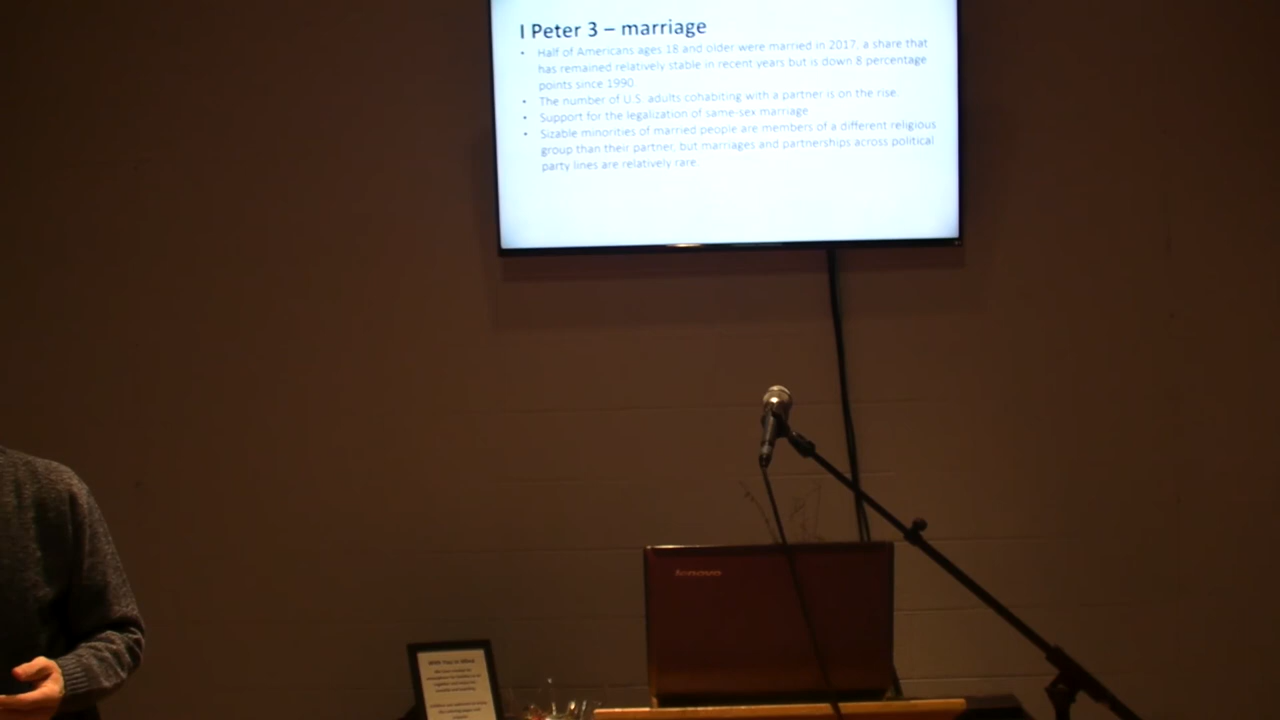 I Peter 3 – marriage
• Half of Americans ages 18 and older were married in 2017, a share that
has remained relatively stable in recent years but is down 8 percentage
points since 1990.
• The number of U.S. adults cohabiting with a partner is on the rise.
• Support for the legalization of same-sex marriage
• Sizable minorities of married people are members of a different religious
group than their partner, but marriages and partnerships across political
party lines are relatively rare.
lenovo
With You in Mind